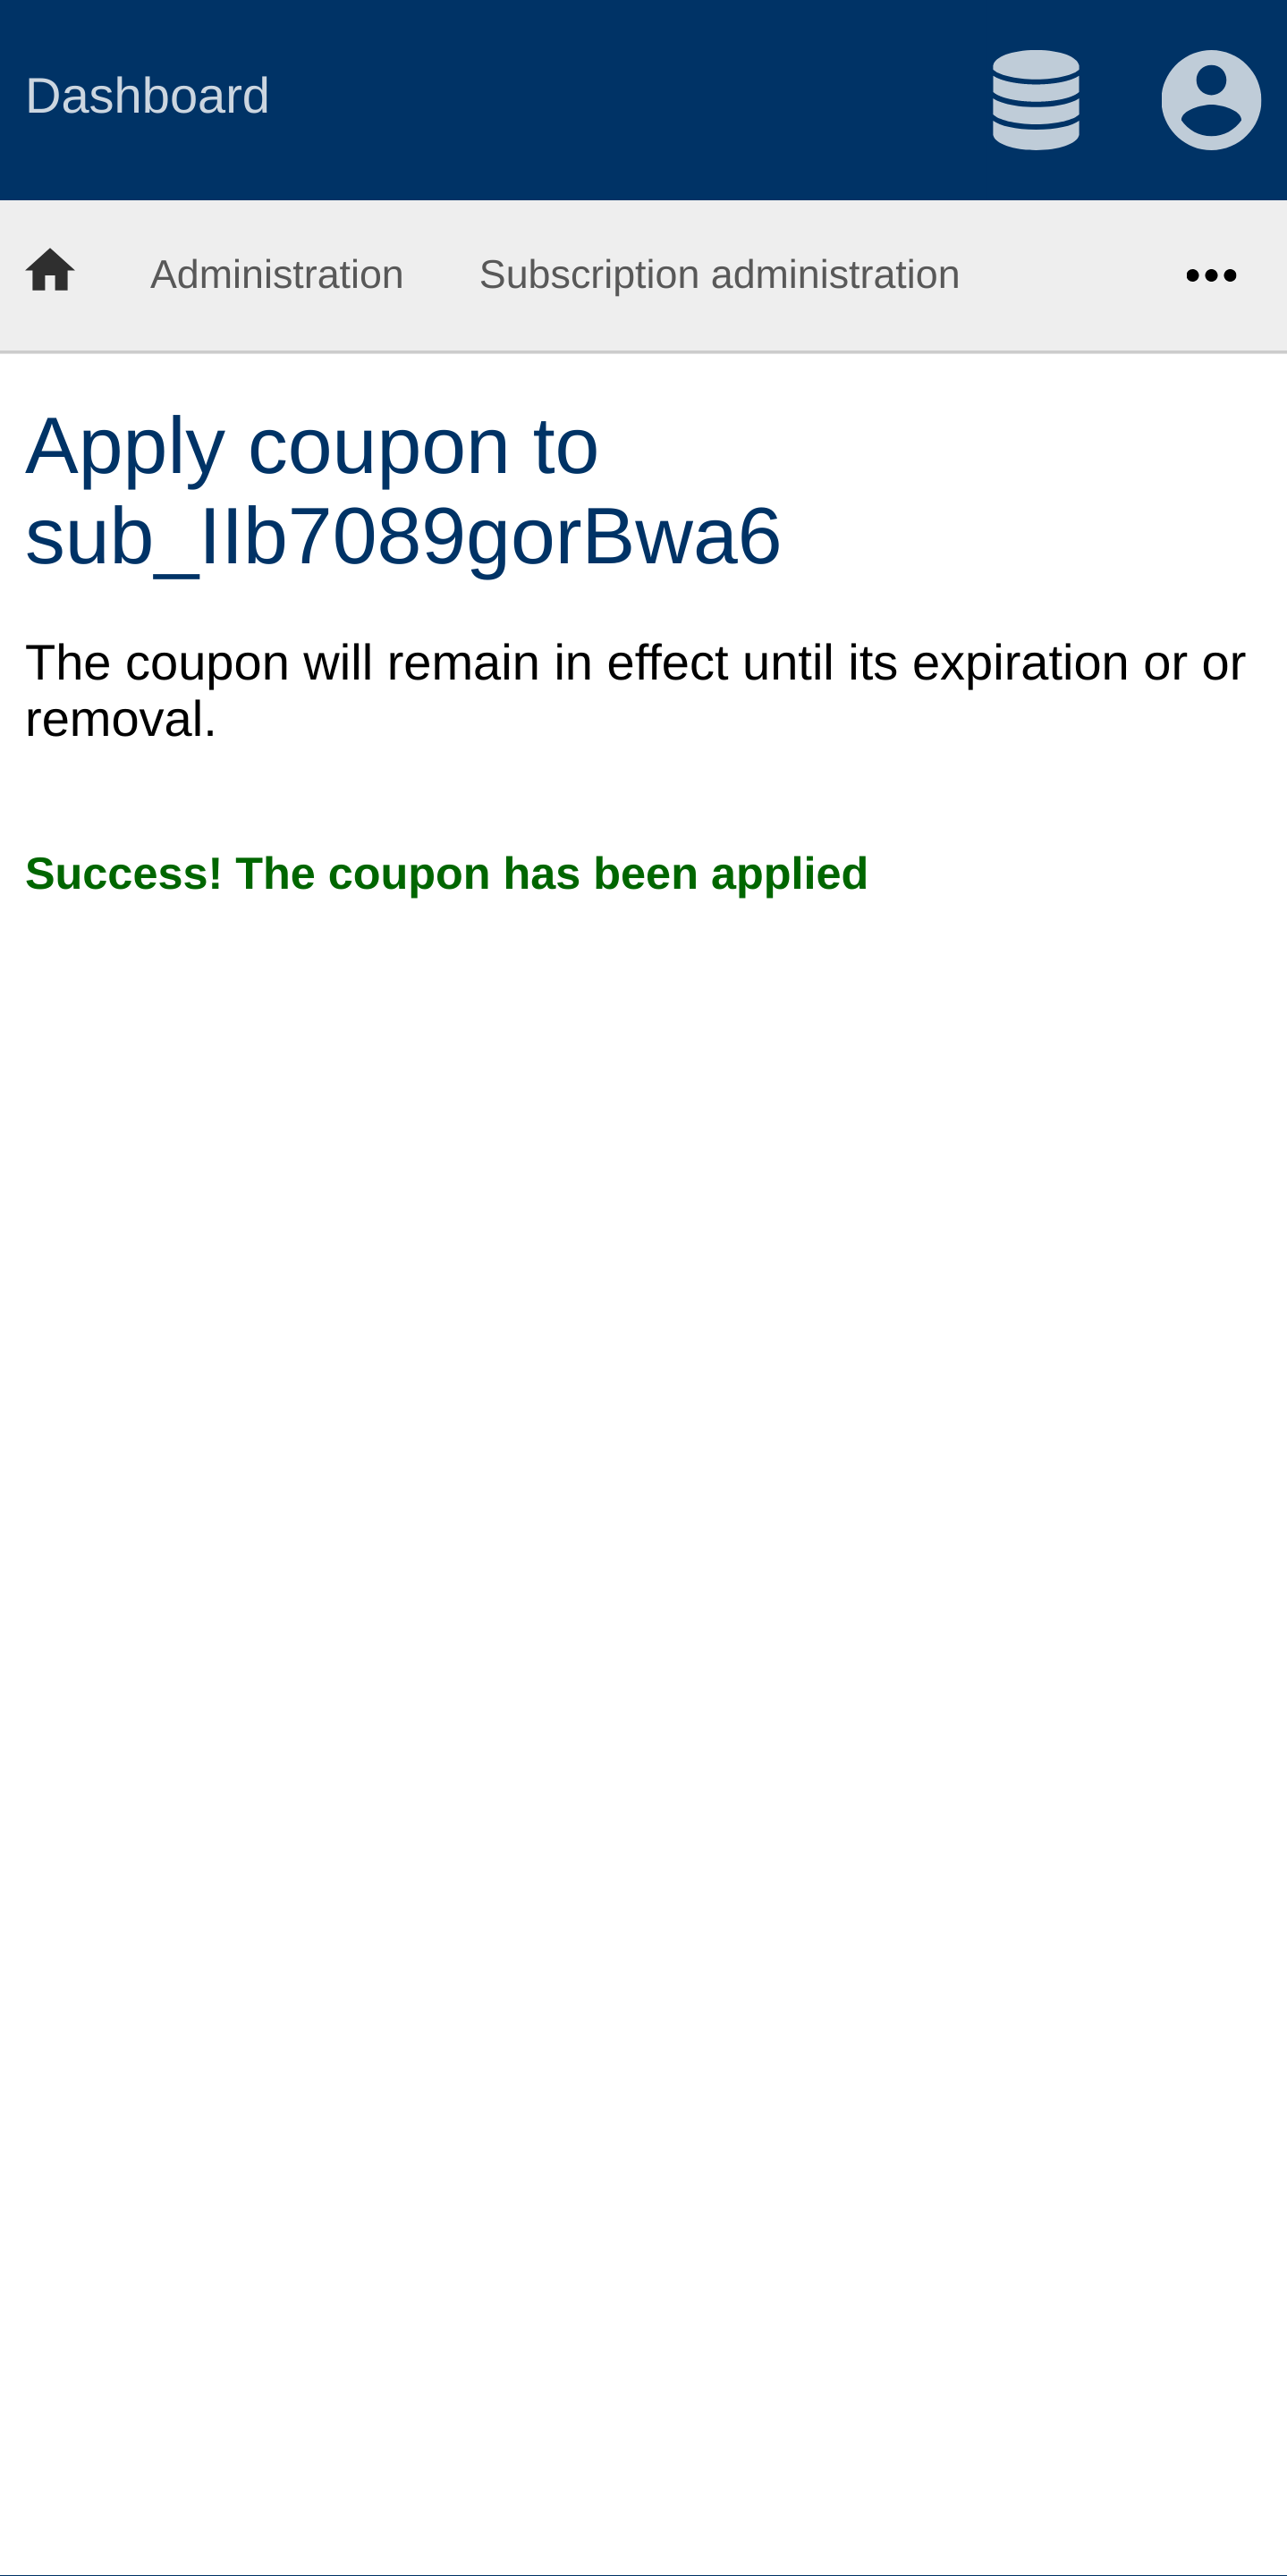 Dashboard
Administration Subscription administration
Apply coupon to
sub_IIb7089gorBwa6
The coupon will remain in effect until its expiration or or
removal.
Success! The coupon has been applied